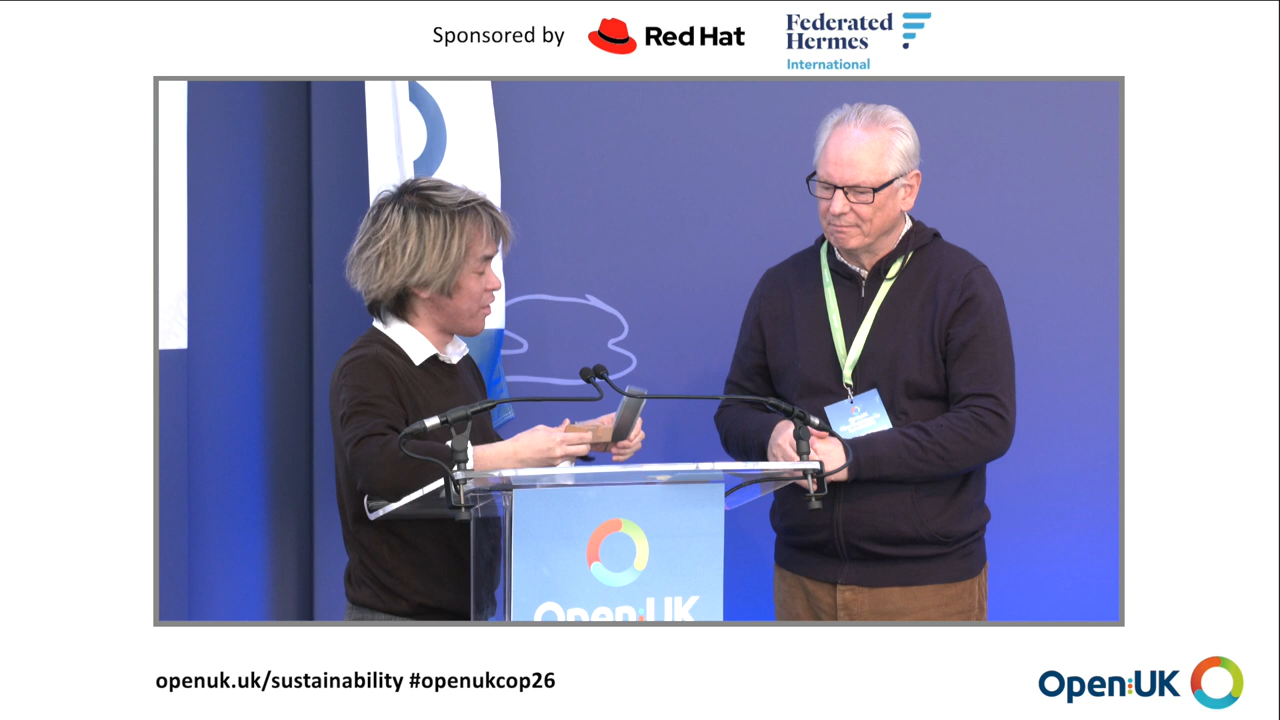 Sponsored by
Red Hat
Federated
Hermes
International
Open:UK
openuk.uk/sustainability #openukcop26
Open:UK